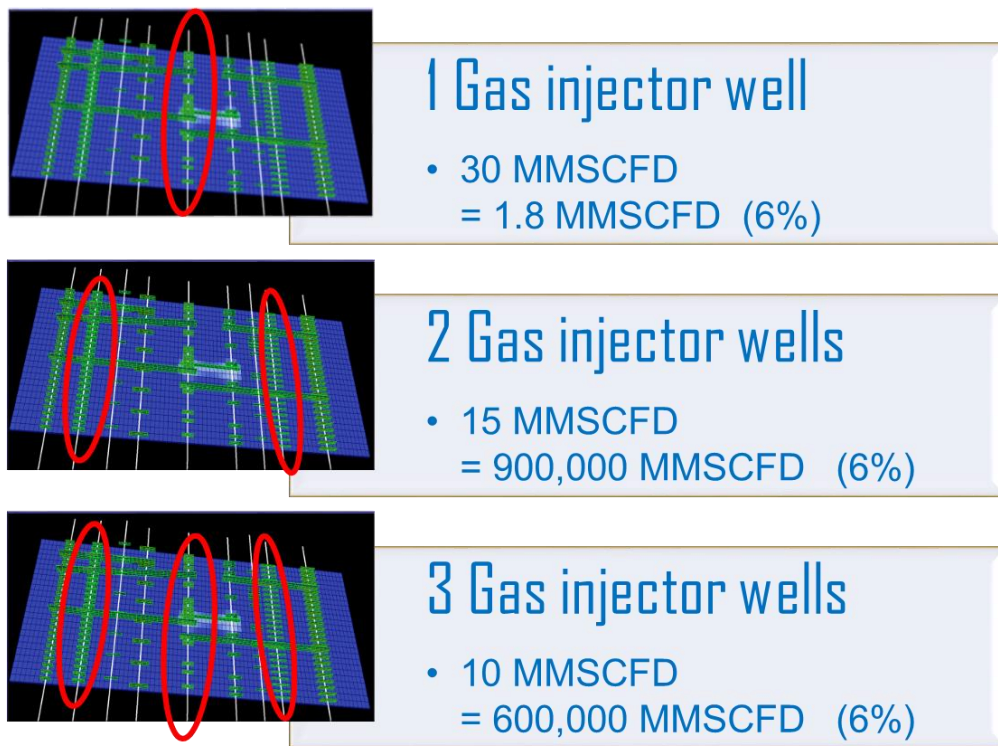 1 Gas injector well
• 30 MMSCFD
= 1.8 MMSCFD (6%)
2 Gas injector wells
• 15 MMSCFD
= 900,000 MMSCFD (6%)
3 Gas injector wells
• 10 MMSCFD
= 600,000 MMSCFD (6%)